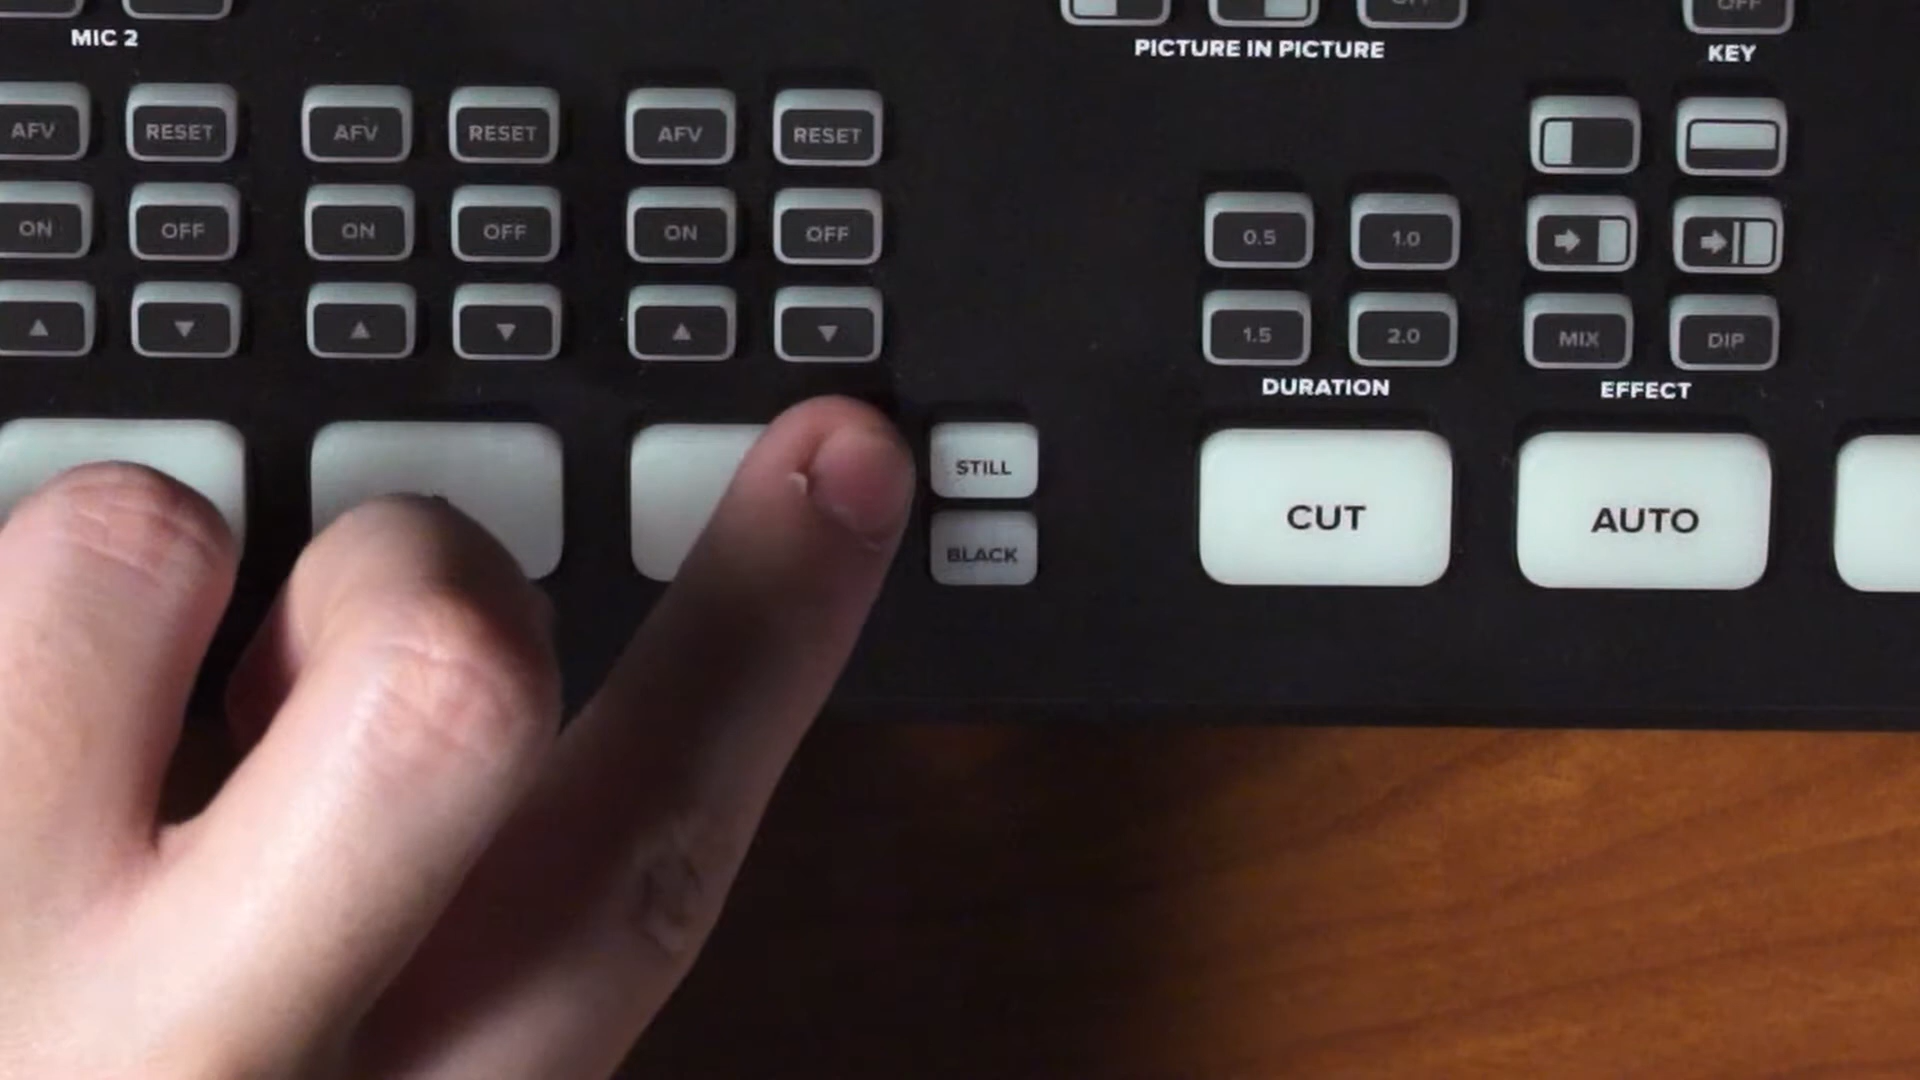 MIC 2
PICTURE IN PICTURE
OFF
KEY
AFV RESET AFV RESET AFV RESET
ON OFF ON OFF ON OFF
0.5 1.0
1.5 2.0 MIX DIP
DURATION EFFECT
STILL
BLACK
CUT AUTO